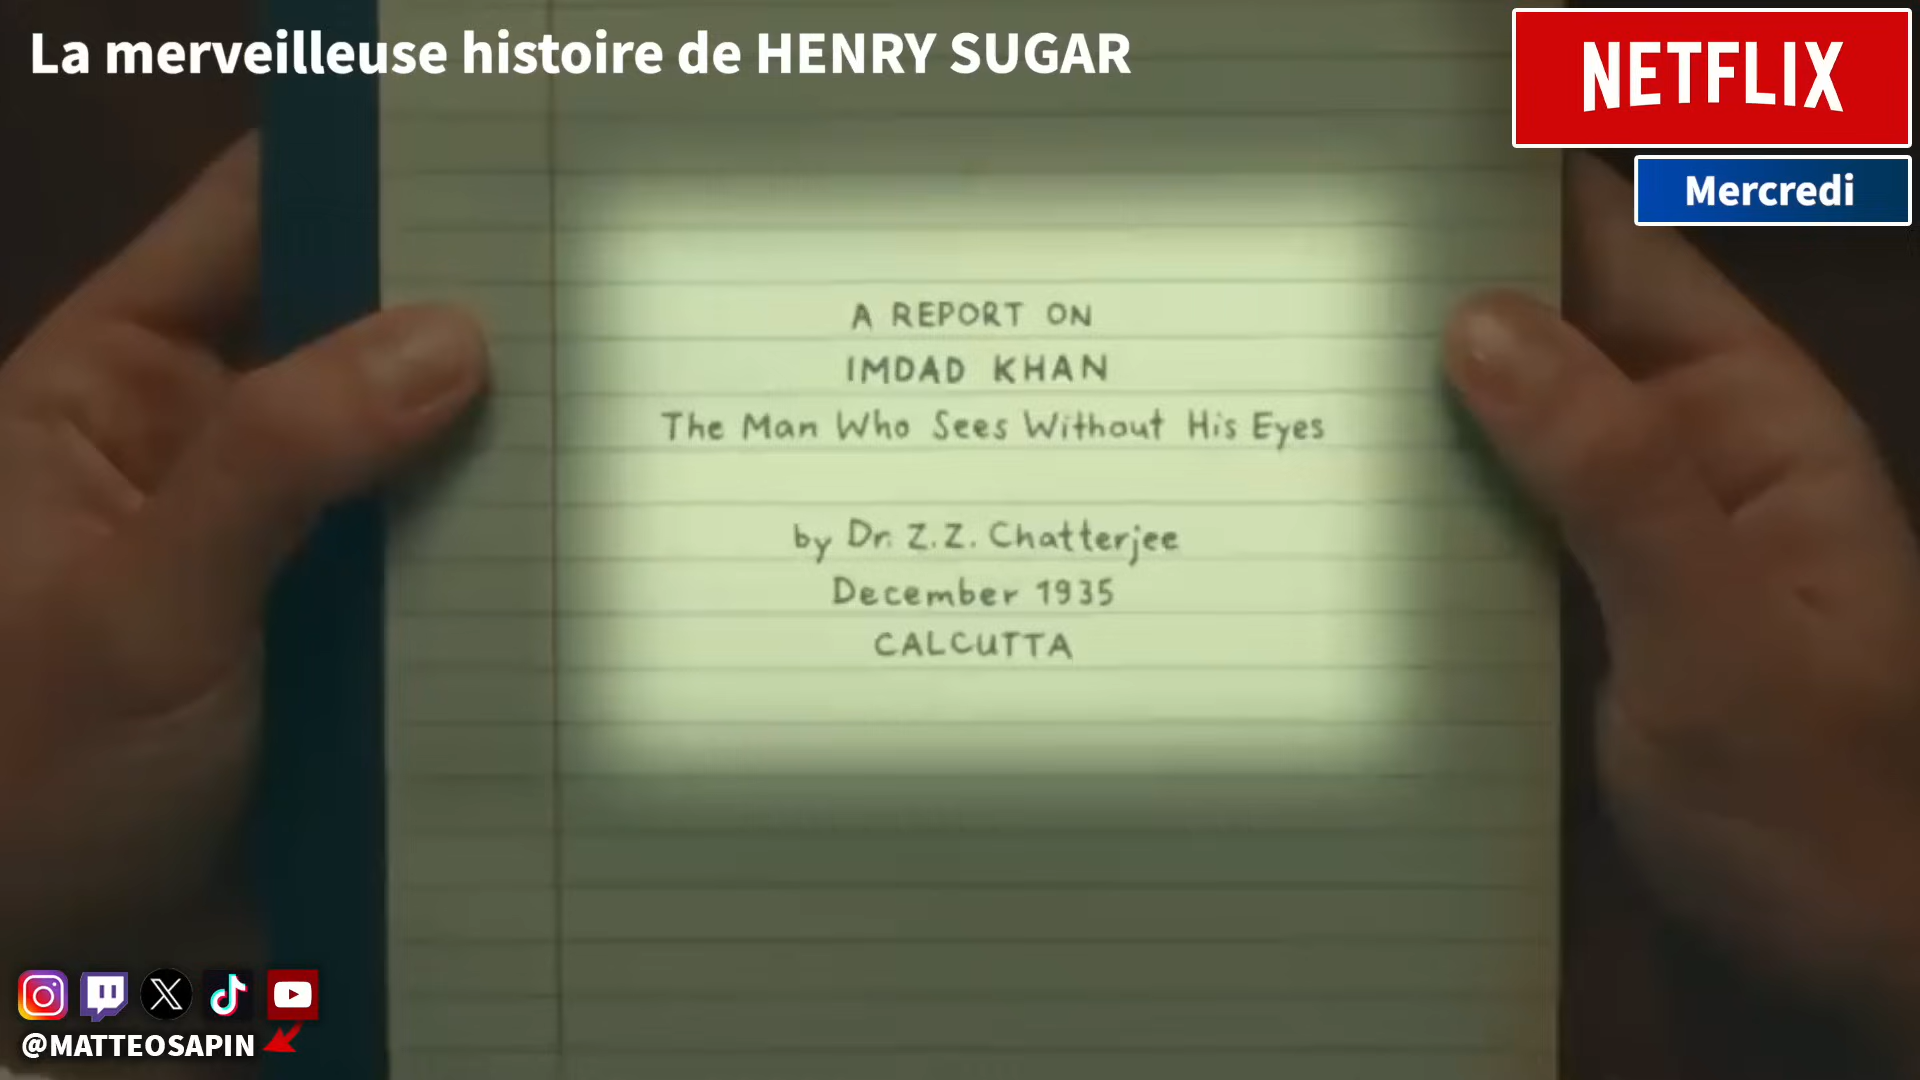 La merveilleuse histoire de HENRY SUGAR
NETFLIX
Mercredi
A REPORT ON
IMDAD KHAN
The Man Who Sees Without His Eyes
by Dr. Z.Z. Chatterjee
December 1935
CALCUTTA
@MATTEOSAPIN